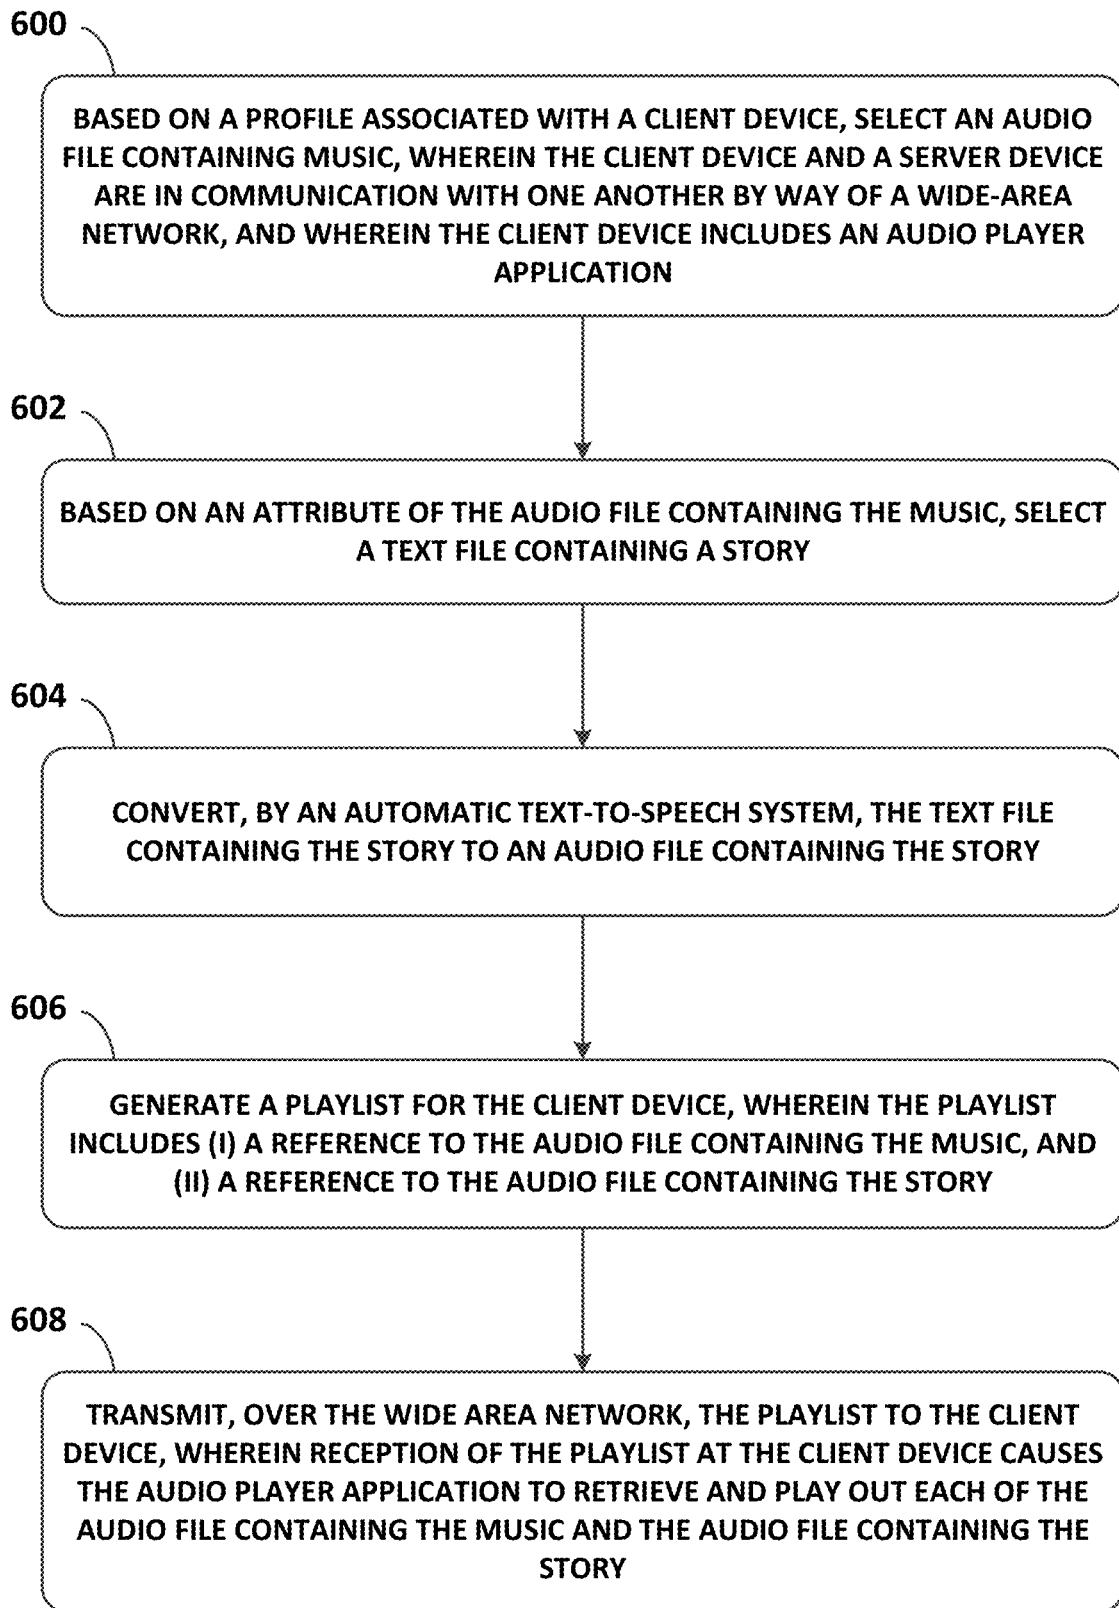 600
BASED ON A PROFILE ASSOCIATED WITH A CLIENT DEVICE, SELECT AN AUDIO
FILE CONTAINING MUSIC, WHEREIN THE CLIENT DEVICE AND A SERVER DEVICE
ARE IN COMMUNICATION WITH ONE ANOTHER BY WAY OF A WIDE-AREA
NETWORK, AND WHEREIN THE CLIENT DEVICE INCLUDES AN AUDIO PLAYER
APPLICATION
602
BASED ON AN ATTRIBUTE OF THE AUDIO FILE CONTAINING THE MUSIC, SELECT
A TEXT FILE CONTAINING A STORY
604
CONVERT, BY AN AUTOMATIC TEXT-TO-SPEECH SYSTEM, THE TEXT FILE
CONTAINING THE STORY TO AN AUDIO FILE CONTAINING THE STORY
606
GENERATE A PLAYLIST FOR THE CLIENT DEVICE, WHEREIN THE PLAYLIST
INCLUDES (I) A REFERENCE TO THE AUDIO FILE CONTAINING THE MUSIC, AND
(II) A REFERENCE TO THE AUDIO FILE CONTAINING THE STORY
608
TRANSMIT, OVER THE WIDE AREA NETWORK, THE PLAYLIST TO THE CLIENT
DEVICE, WHEREIN RECEPTION OF THE PLAYLIST AT THE CLIENT DEVICE CAUSES
THE AUDIO PLAYER APPLICATION TO RETRIEVE AND PLAY OUT EACH OF THE
AUDIO FILE CONTAINING THE MUSIC AND THE AUDIO FILE CONTAINING THE
STORY